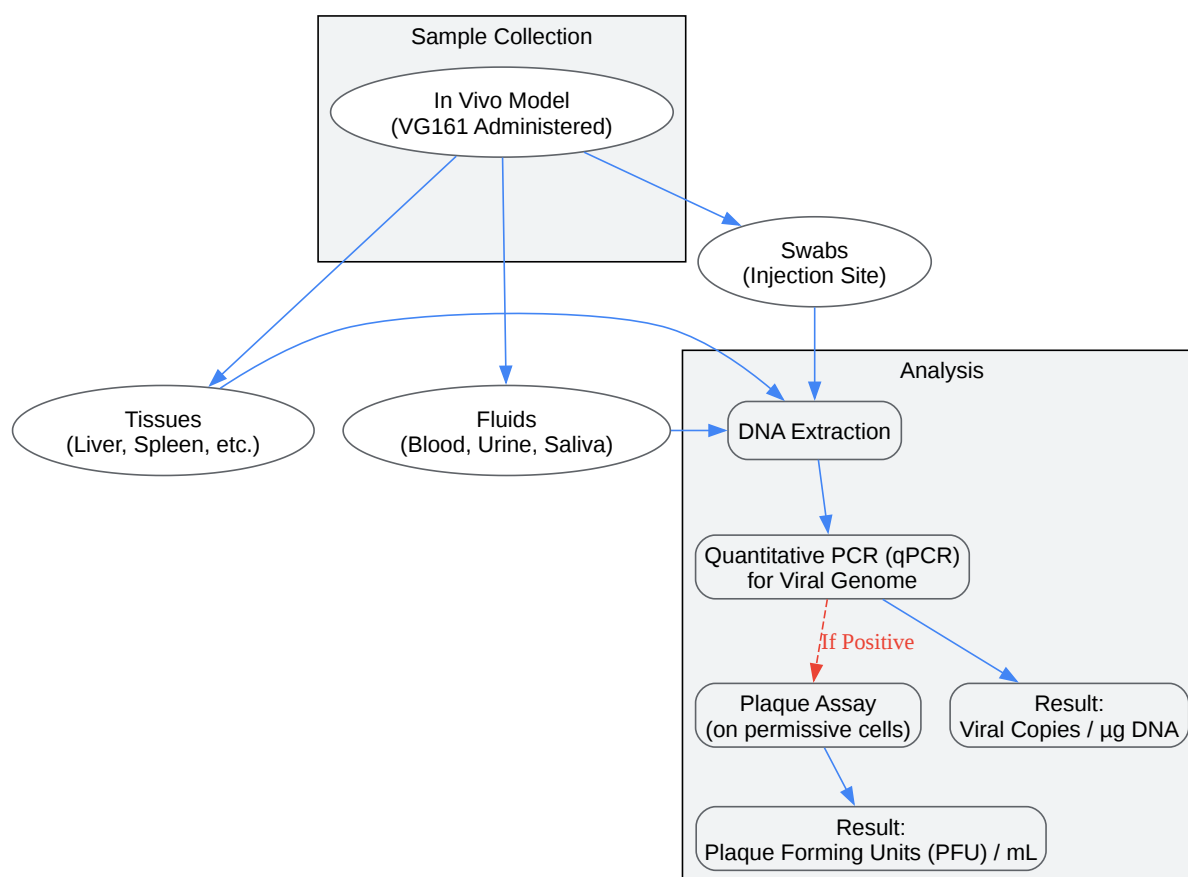 Sample Collection
In Vivo Model
(VG161 Administered)
Swabs
(Injection Site)
Analysis
Tissues
(Liver, Spleen, etc.)
Fluids
(Blood, Urine, Saliva)
DNA Extraction
Quantitative PCR (qPCR)
for Viral Genome
If Positive
Plaque Assay
(on permissive cells)
Result:
Viral Copies / µg DNA
Result:
Plaque Forming Units (PFU) / mL